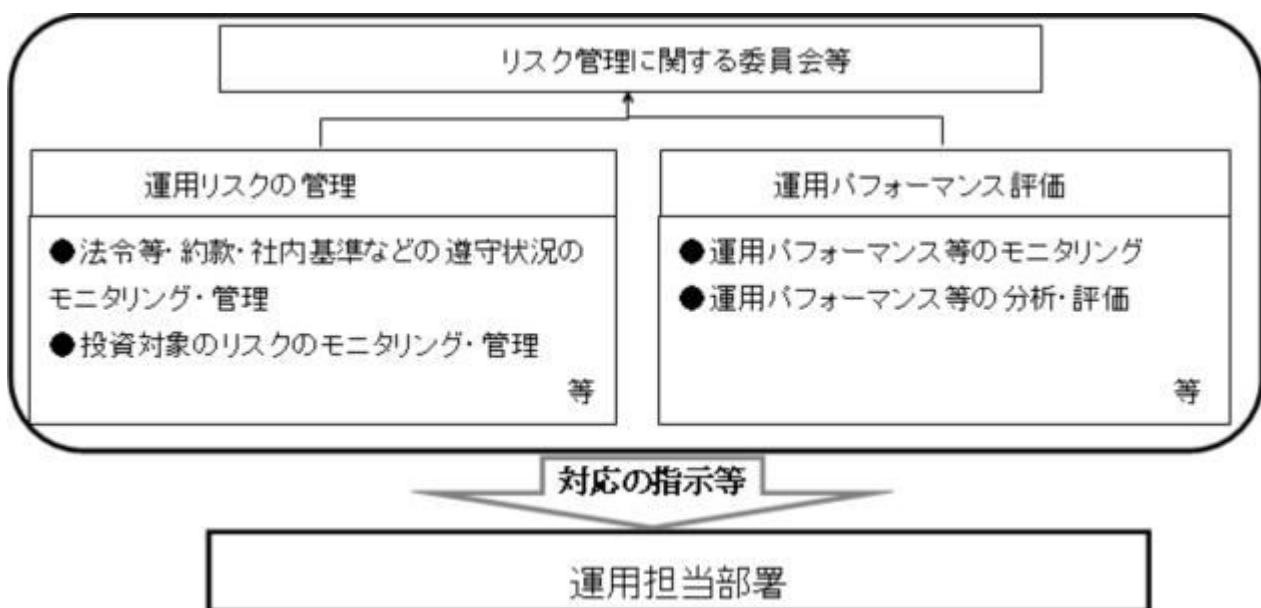 リスク管理に関する委員会等
運用リスクの管理
●法令等・約款・社内基準などの遵守状況の
モニタリング・管理
●投資対象のリスクのモニタリング・管理
等
運用パフォーマンス評価
●運用パフォーマンス等のモニタリング
●運用パフォーマンス等の分析・評価
等
対応の指示等
運用担当部署